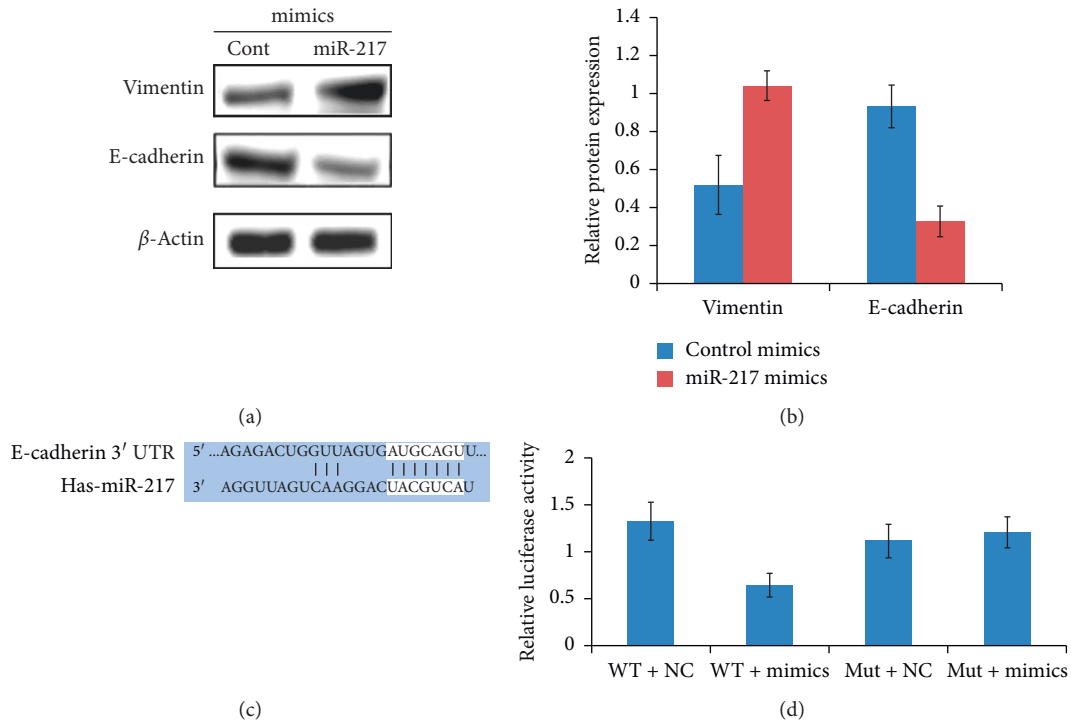 mimics
Cont miR-217
Vimentin
E-cadherin
β-Actin
(a)
Relative protein expression
1.4
1.2
1
0.8
0.6
0.4
0.2
0
Vimentin E-cadherin
Control mimics
miR-217 mimics
(b)
E-cadherin 3′ UTR 5′ ...AGAGACUGGUUAGUGAUGCAGUU...
Has-miR-217 3′ AGGUUAGUCAAGGACUACGUCAU
(c)
Relative luciferase activity
2
1.5
1
0.5
0
WT + NC WT + mimics Mut + NC Mut + mimics
(d)